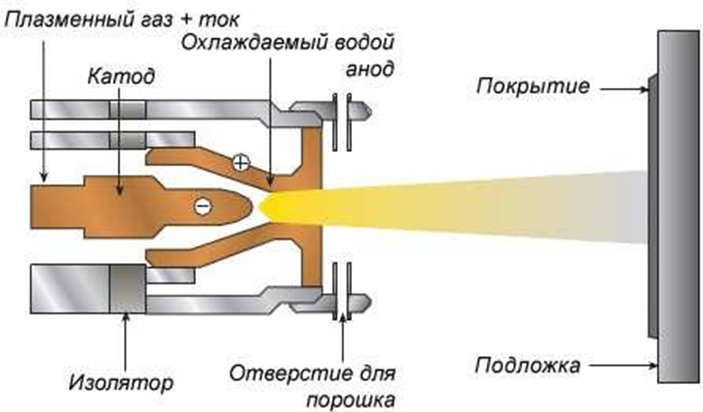 Плазменный газ + ток
Охлаждаемый водой
анод
Катод
Покрытие
+
−
Изолятор
Отверстие для
порошка
Подложка